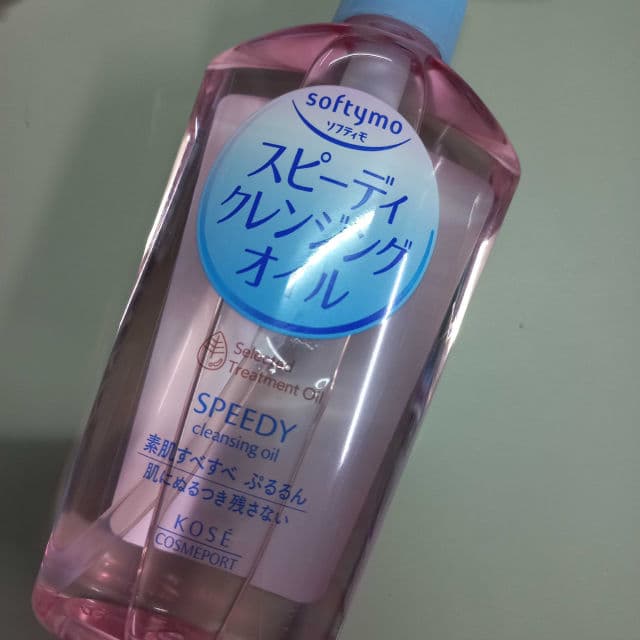 softymo
ソフティモ
スピーディ
クレンジング
オイル
Selected
Treatment Oil
SPEEDY
cleansing oil
素肌すべすべ ぷるるん
肌にぬるつき残さない
KOSÉ
COSMEPORT